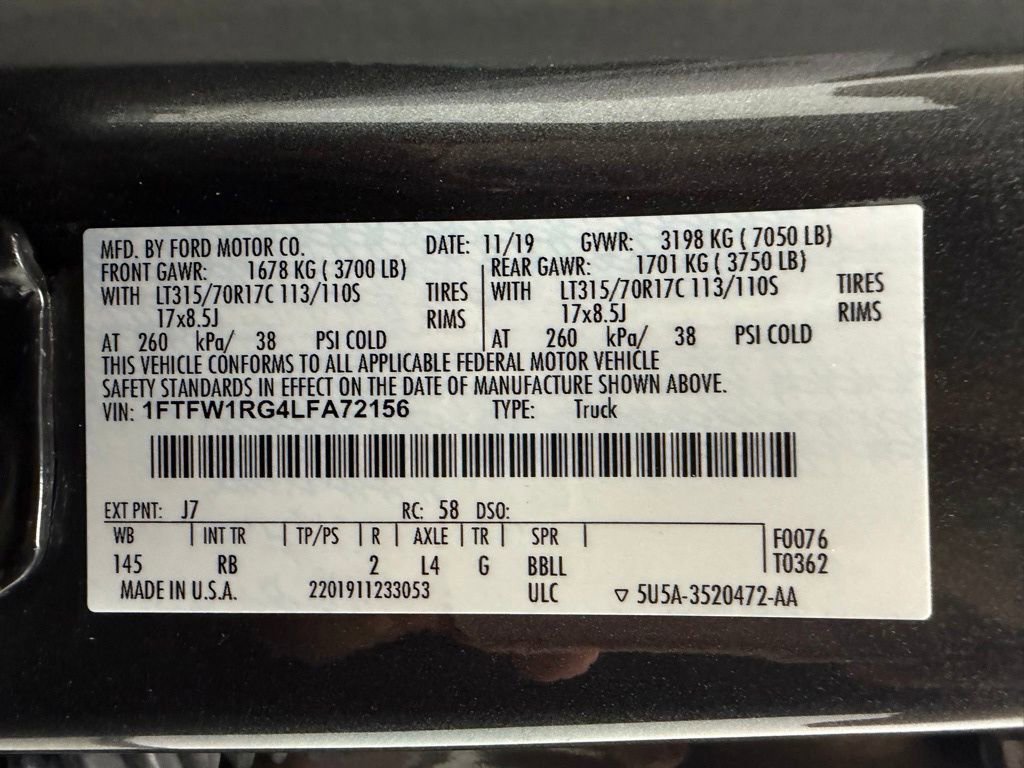 MFD. BY FORD MOTOR CO. DATE: 11/19 GVWR: 3198 KG ( 7050 LB)
FRONT GAWR: 1678 KG ( 3700 LB) REAR GAWR: 1701 KG ( 3750 LB)
WITH LT315/70R17C 113/110S TIRES WITH LT315/70R17C 113/110S TIRES
17x8.5J RIMS 17x8.5J RIMS
AT 260 kPa/ 38 PSI COLD AT 260 kPa/ 38 PSI COLD
THIS VEHICLE CONFORMS TO ALL APPLICABLE FEDERAL MOTOR VEHICLE
SAFETY STANDARDS IN EFFECT ON THE DATE OF MANUFACTURE SHOWN ABOVE.
VIN: 1FTFW1RG4LFA72156 TYPE: Truck
EXT PNT: J7 RC: 58 DSO:
WB INT TR TP/PS R AXLE TR SPR F0076
145 RB 2 L4 G BBLL T0362
MADE IN U.S.A. 2201911233053 ULC ▽ 5U5A-3520472-AA